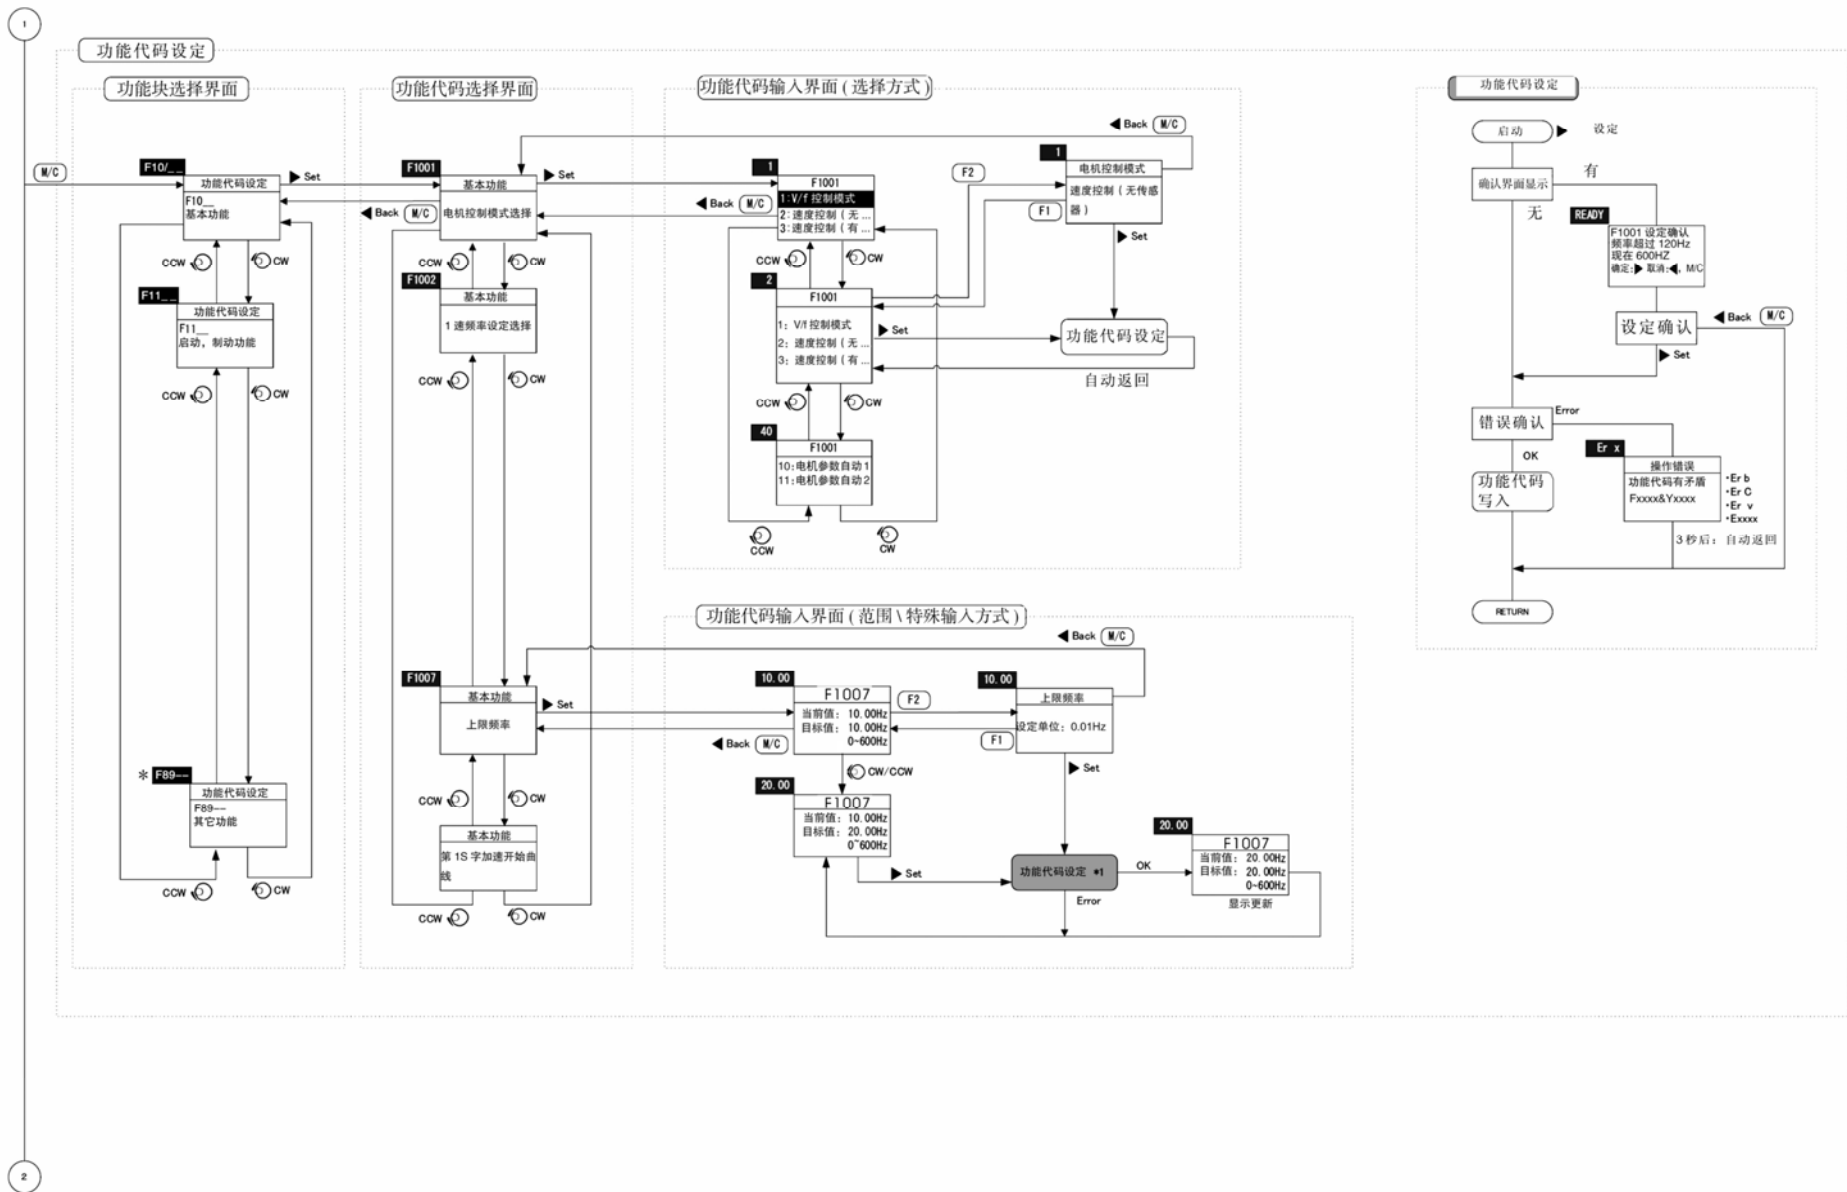 1
功能代码设定
功能块选择界面
M/C
F10/__
功能代码设定
F10__
基本功能
Set
Back M/C
CCW
CW
F11__
功能代码设定
F11__
启动，制动功能
CCW
CW
* F89--
功能代码设定
F89--
其它功能
CCW
CW
功能代码选择界面
F1001
基本功能
电机控制模式选择
Set
Back M/C
CCW
CW
F1002
基本功能
1 速频率设定选择
CCW
CW
F1007
基本功能
上限频率
Set
Back M/C
CCW
CW
基本功能
第 1S 字加速开始曲
线
CCW
CW
功能代码输入界面 ( 选择方式 )
Back M/C
1
F1001
1:V/f 控制模式
2: 速度控制 ( 无 ...
3: 速度控制 ( 有 ...
CCW
CW
F2
F1
1
电机控制模式
速度控制 ( 无传感
器 )
Set
2
F1001
1: V/f 控制模式
2: 速度控制 ( 无 ...
3: 速度控制 ( 有 ...
Set
功能代码设定
自动返回
CCW
CW
40
F1001
10:电机参数自动 1
11:电机参数自动 2
CCW
CW
功能代码输入界面 ( 范围 \ 特殊输入方式 )
Back M/C
10.00
F1007
当前值: 10.00Hz
目标值: 10.00Hz
0~600Hz
F2
F1
10.00
上限频率
设定单位: 0.01Hz
Set
CW/CCW
20.00
F1007
当前值: 10.00Hz
目标值: 20.00Hz
0~600Hz
Set
功能代码设定 *1
OK
Error
20.00
F1007
当前值: 20.00Hz
目标值: 20.00Hz
0~600Hz
显示更新
功能代码设定
启动
设定
确认界面显示
有
无
READY
F1001 设定确认
频率超过 120Hz
现在 600HZ
确定:▶ 取消:◀, M/C
设定确认
Back M/C
Set
错误确认
Error
OK
Er x
操作错误
功能代码有矛盾
Fxxxx&Yxxxx
•Er b
•Er C
•Er v
•Exxxx
功能代码
写入
3 秒后: 自动返回
RETURN
2